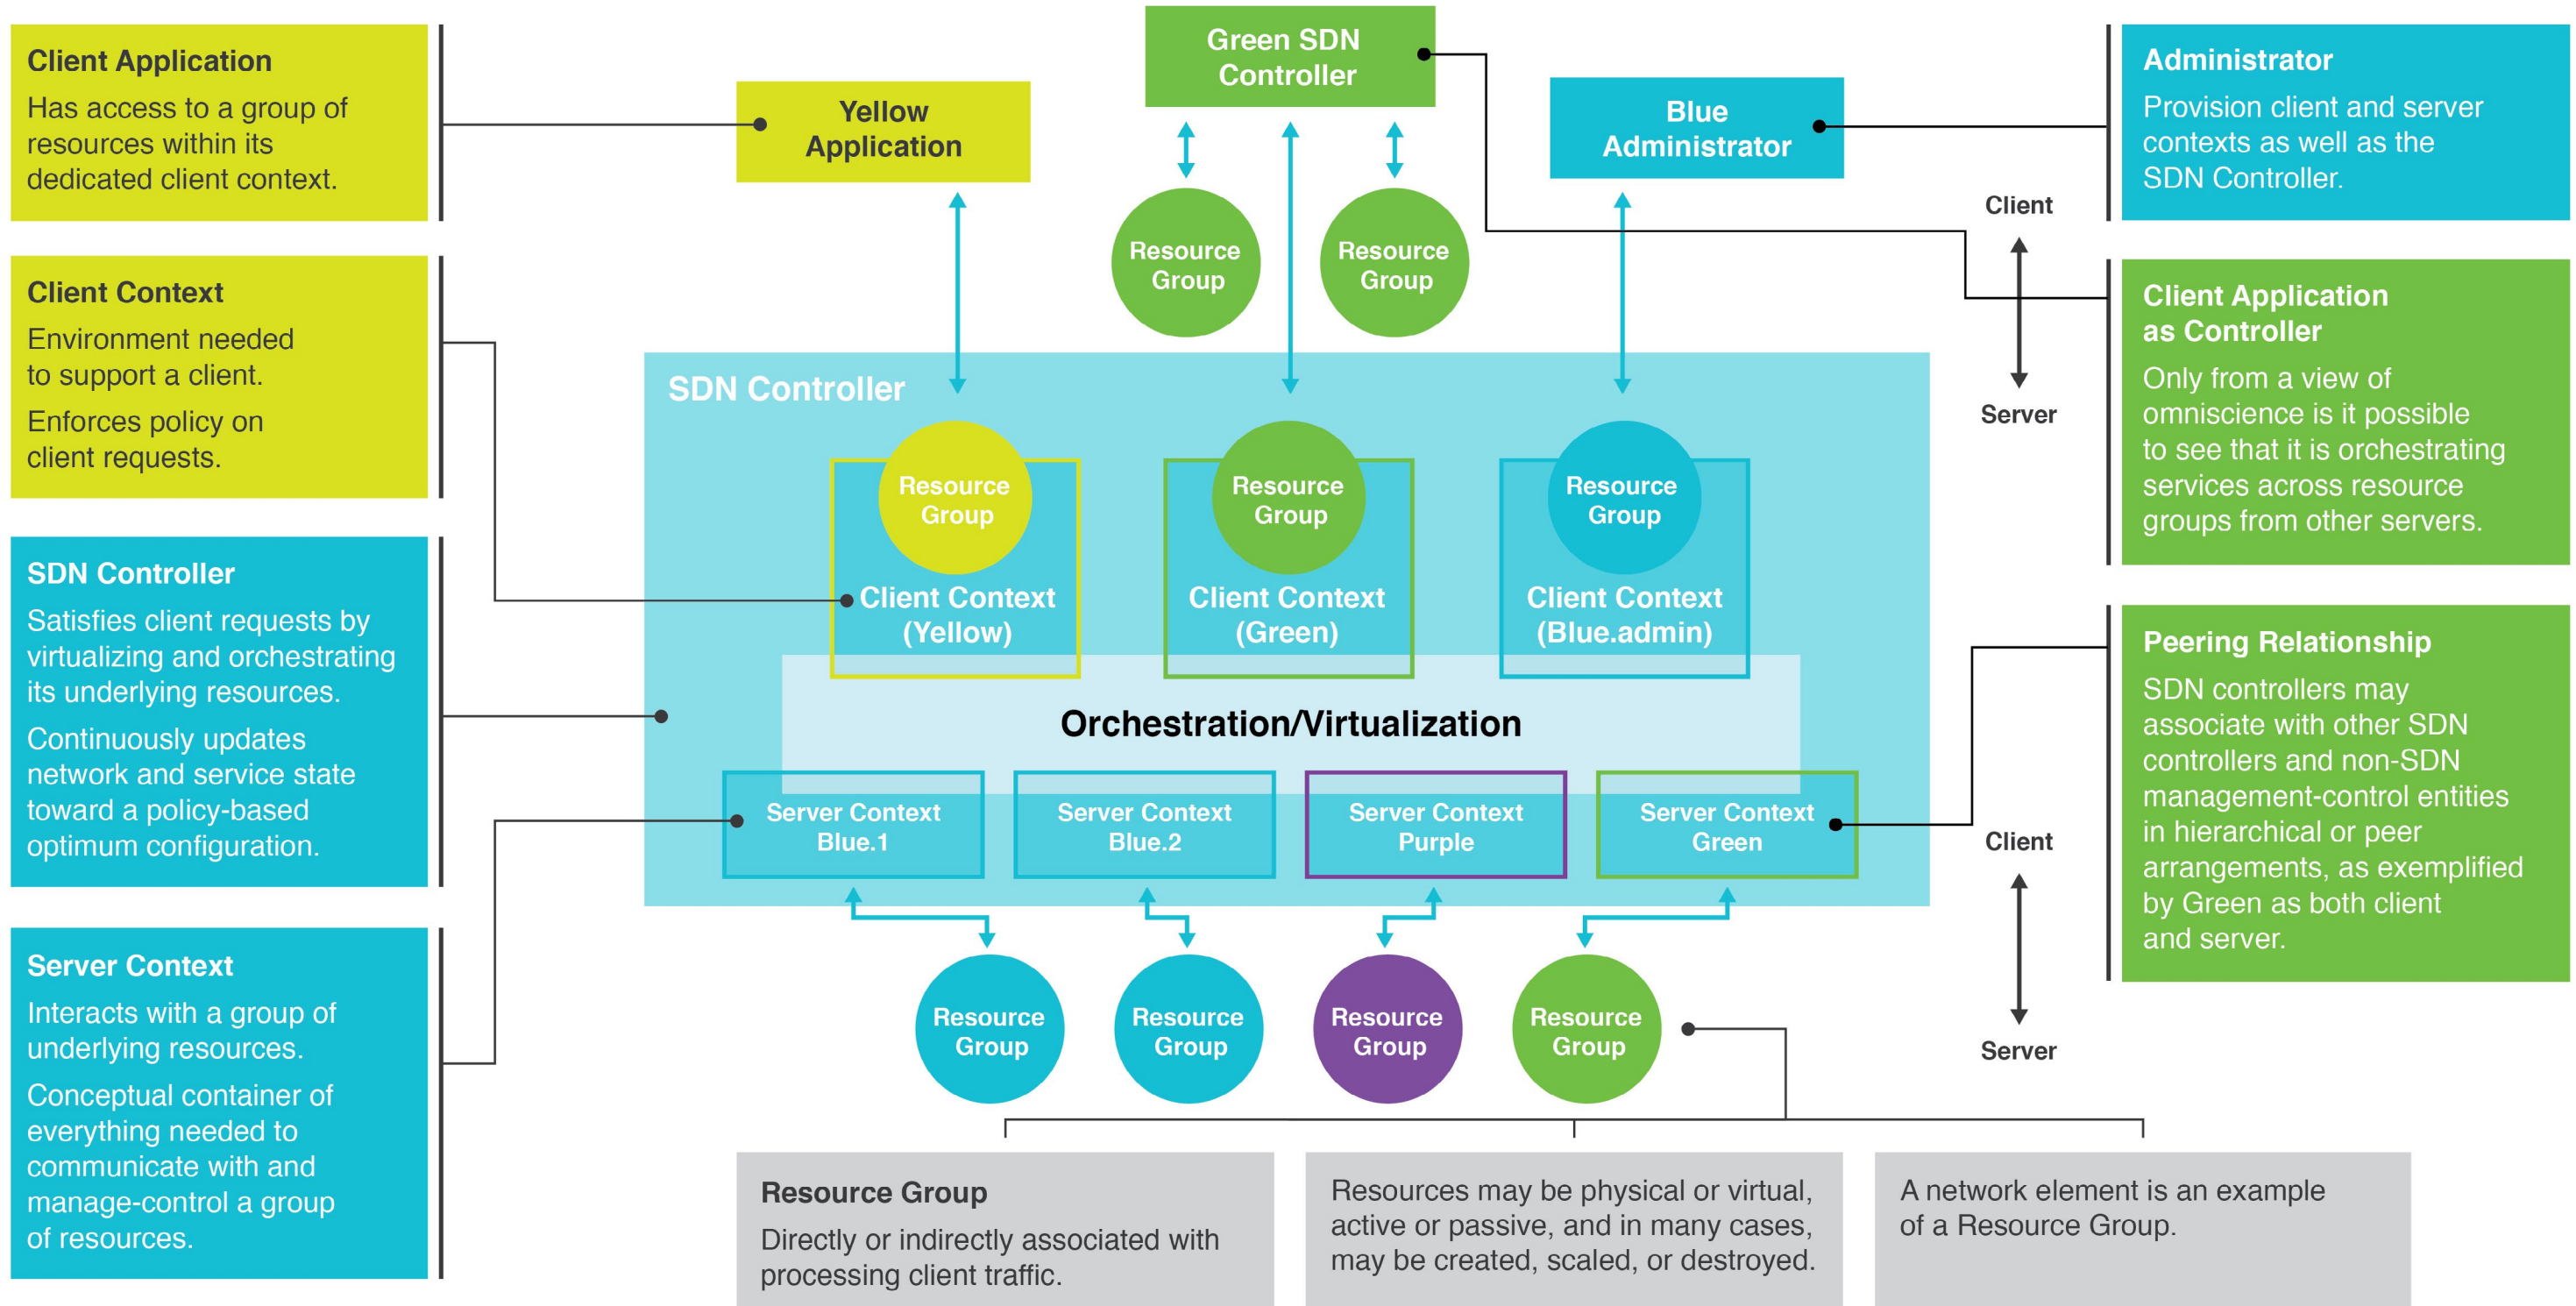 Client Application
Has access to a group of
resources within its
dedicated client context.
Client Context
Environment needed
to support a client.
Enforces policy on
client requests.
SDN Controller
Satisfies client requests by
virtualizing and orchestrating
its underlying resources.
Continuously updates
network and service state
toward a policy-based
optimum configuration.
Server Context
Interacts with a group of
underlying resources.
Conceptual container of
everything needed to
communicate with and
manage-control a group
of resources.
Yellow
Application
Green SDN
Controller
Blue
Administrator
Resource
Group
Resource
Group
SDN Controller
Resource
Group
Client Context
(Yellow)
Resource
Group
Client Context
(Green)
Resource
Group
Client Context
(Blue.admin)
Orchestration/Virtualization
Server Context
Blue.1
Server Context
Blue.2
Server Context
Purple
Server Context
Green
Resource
Group
Resource
Group
Resource
Group
Resource
Group
Client
Server
Client
Server
Administrator
Provision client and server
contexts as well as the
SDN Controller.
Client Application
as Controller
Only from a view of
omniscience is it possible
to see that it is orchestrating
services across resource
groups from other servers.
Peering Relationship
SDN controllers may
associate with other SDN
controllers and non-SDN
management-control entities
in hierarchical or peer
arrangements, as exemplified
by Green as both client
and server.
Resource Group
Directly or indirectly associated with
processing client traffic.
Resources may be physical or virtual,
active or passive, and in many cases,
may be created, scaled, or destroyed.
A network element is an example
of a Resource Group.